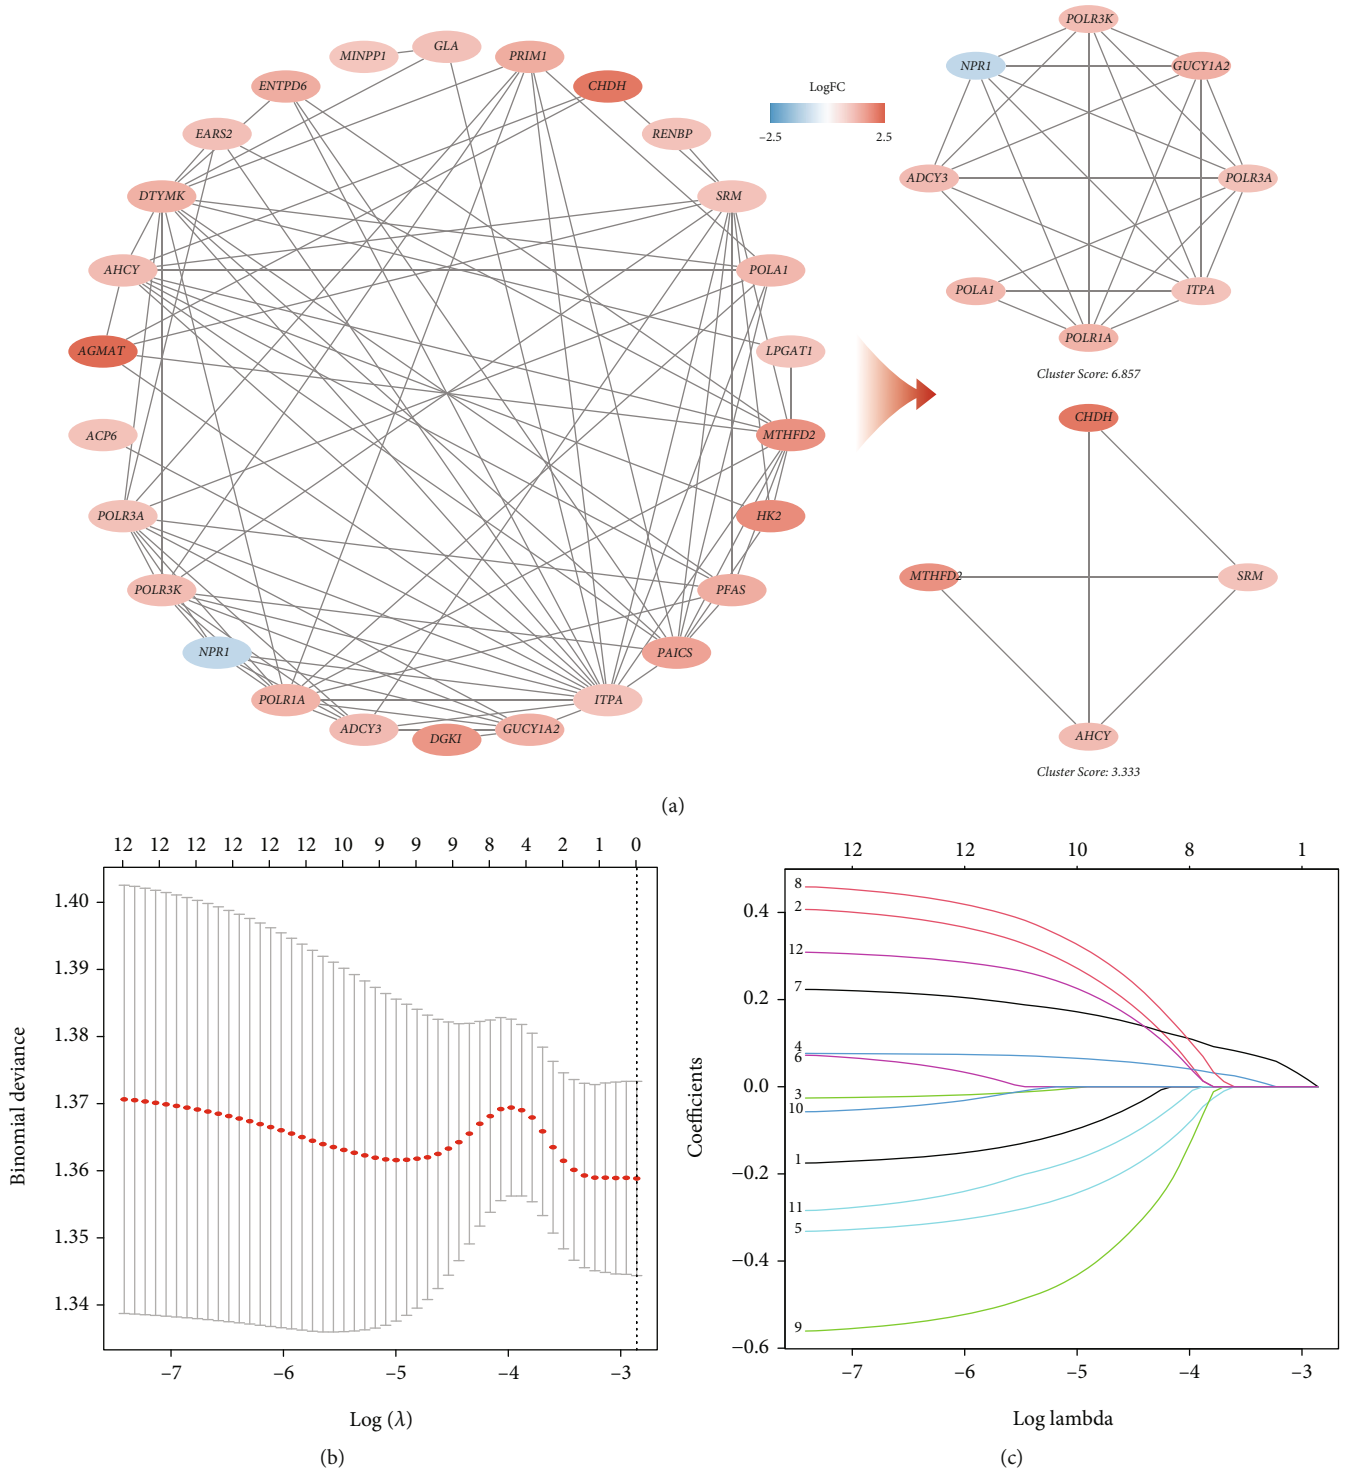 MINPP1
GLA
PRIM1
CHDH
ENTPD6
EARS2
RENBP
DTYMK
SRM
AHCY
POLA1
AGMAT
LPGAT1
ACP6
MTHFD2
POLR3A
HK2
POLR3K
PFAS
NPR1
PAICS
POLR1A
ITPA
ADCY3
DGKI
GUCY1A2
LogFC
−2.5 2.5
POLR3K
NPR1
GUCY1A2
ADCY3
POLR3A
POLA1
ITPA
POLR1A
Cluster Score: 6.857
CHDH
MTHFD2
SRM
AHCY
Cluster Score: 3.333
(a)
12 12 12 12 12 12 10 9 9 9 8 4 2 1 0
1.40
1.39
1.38
1.37
1.36
1.35
1.34
Binomial deviance
−7 −6 −5 −4 −3
Log (λ)
(b)
12 12 10 8 1
0.4
0.2
0.0
−0.2
−0.4
−0.6
Coefficients
8
2
12
7
4
6
3
10
1
11
5
9
−7 −6 −5 −4 −3
Log lambda
(c)